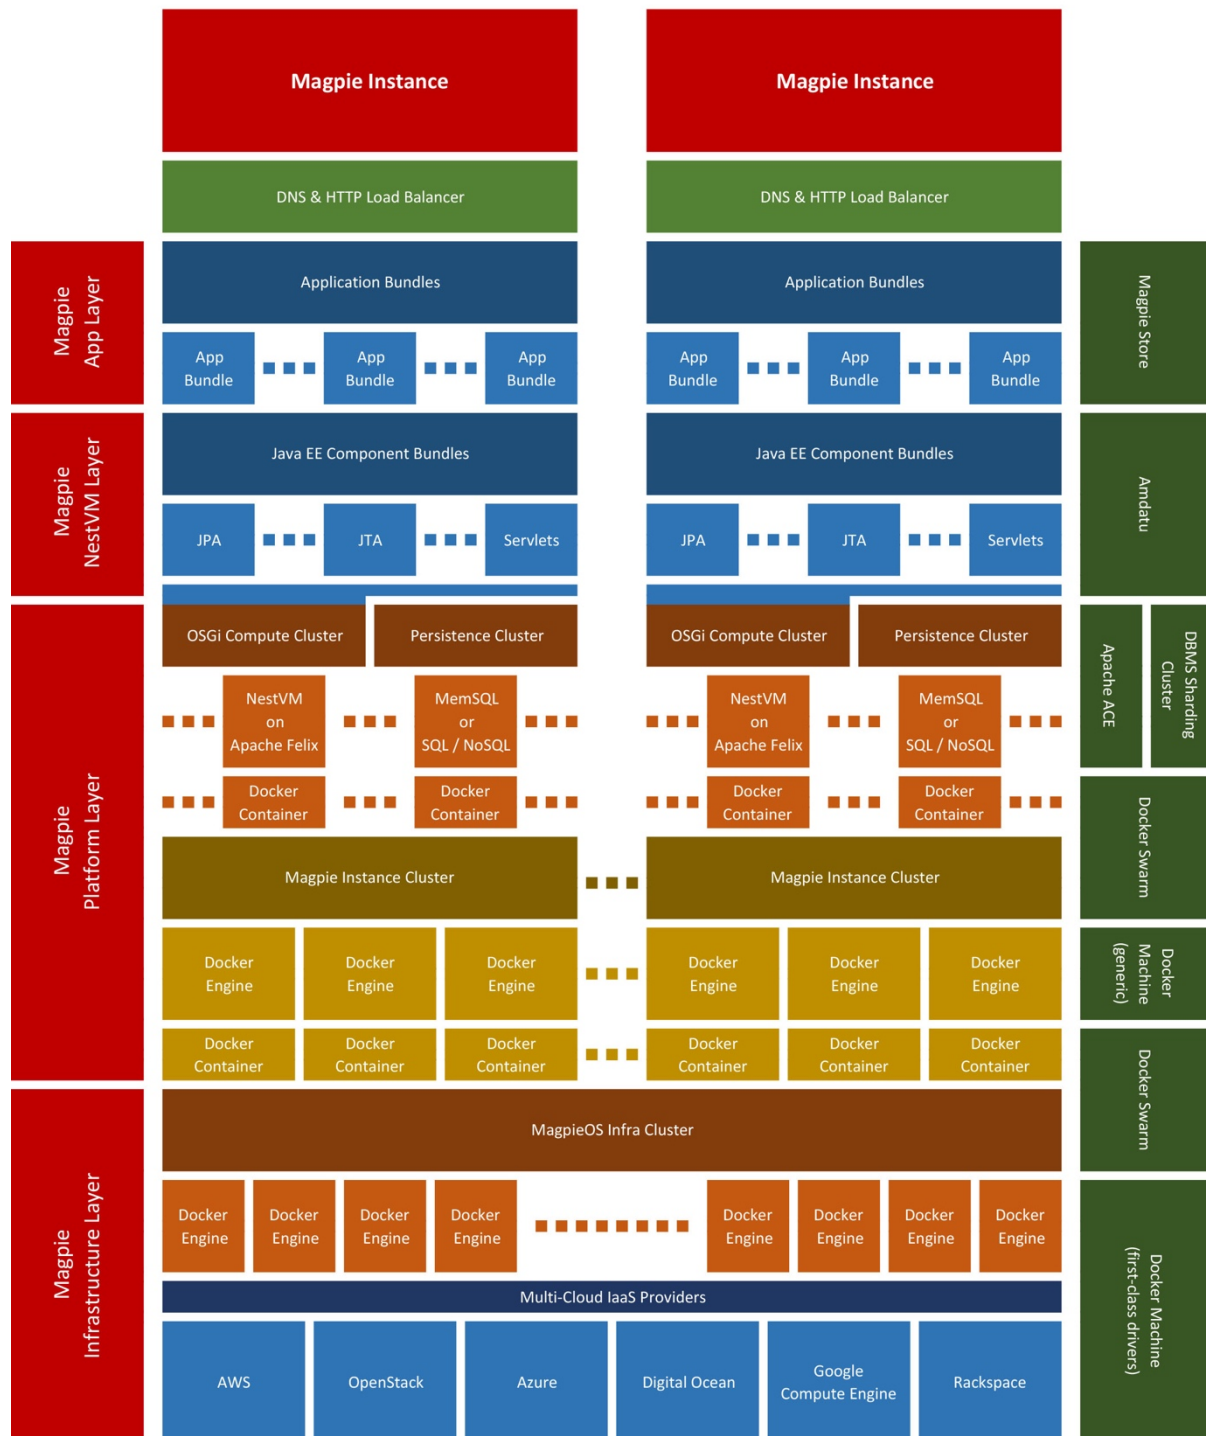 Magpie Instance
Magpie Instance
DNS & HTTP Load Balancer
DNS & HTTP Load Balancer
Magpie
App Layer
Application Bundles
Application Bundles
Magpie Store
App
Bundle
App
Bundle
App
Bundle
App
Bundle
App
Bundle
App
Bundle
Magpie
NestVM Layer
Java EE Component Bundles
Java EE Component Bundles
Amdatu
JPA
JTA
Servlets
JPA
JTA
Servlets
Magpie
Platform Layer
OSGi Compute Cluster
Persistence Cluster
OSGi Compute Cluster
Persistence Cluster
Apache ACE
DBMS Sharding
Cluster
NestVM
on
Apache Felix
MemSQL
or
SQL / NoSQL
NestVM
on
Apache Felix
MemSQL
or
SQL / NoSQL
Docker
Container
Docker
Container
Docker
Container
Docker
Container
Docker Swarm
Magpie Instance Cluster
Magpie Instance Cluster
Docker
Engine
Docker
Engine
Docker
Engine
Docker
Engine
Docker
Engine
Docker
Engine
Docker
Machine
(generic)
Docker
Container
Docker
Container
Docker
Container
Docker
Container
Docker
Container
Docker
Container
Docker Swarm
Magpie
Infrastructure Layer
MagpieOS Infra Cluster
Docker
Engine
Docker
Engine
Docker
Engine
Docker
Engine
Docker
Engine
Docker
Engine
Docker
Engine
Docker
Engine
Docker Machine
(first-class drivers)
Multi-Cloud IaaS Providers
AWS
OpenStack
Azure
Digital Ocean
Google
Compute Engine
Rackspace